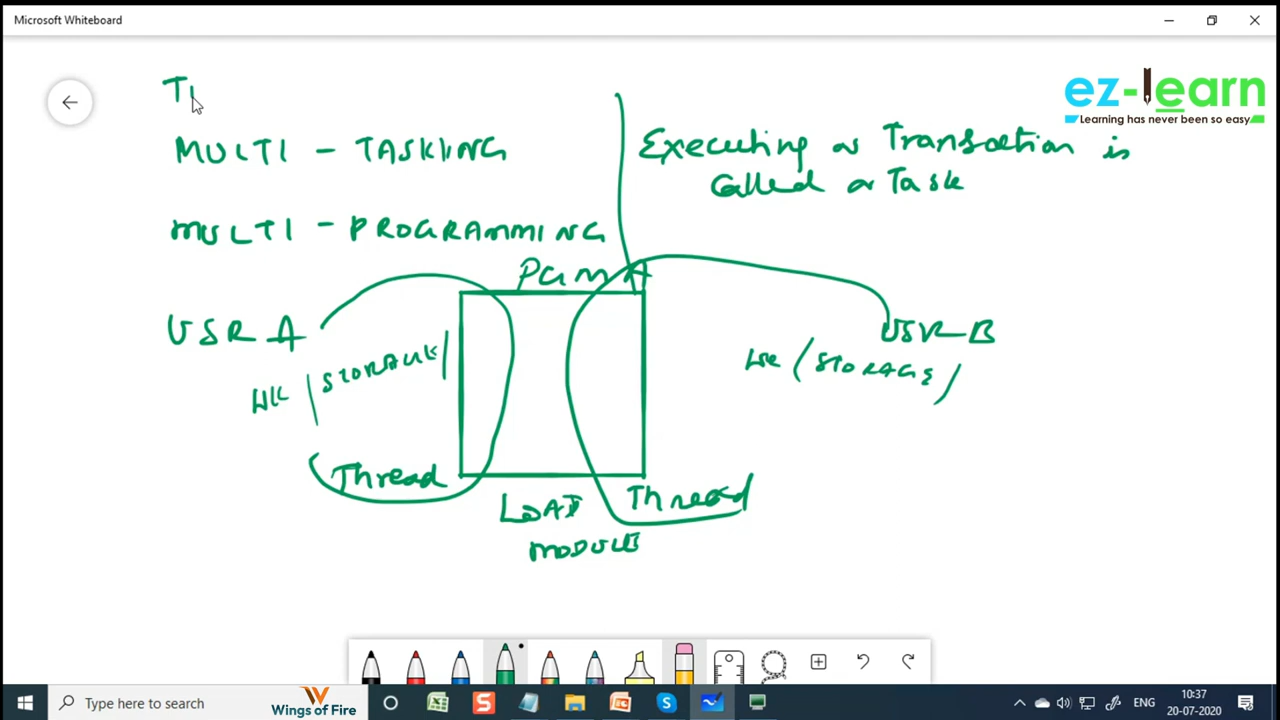 Microsoft Whiteboard
ez-learn
Learning has never been so easy
T
MULTI - TASKING
Executing a Transaction is
called a Task
MULTI - PROGRAMMING
PGM A
USR A
USR B
WK / STORAGE /
WK (STORAGE)
Thread
Thread
LOAD
MODULE
Type here to search
Wings of Fire
ENG
10:37
20-07-2020